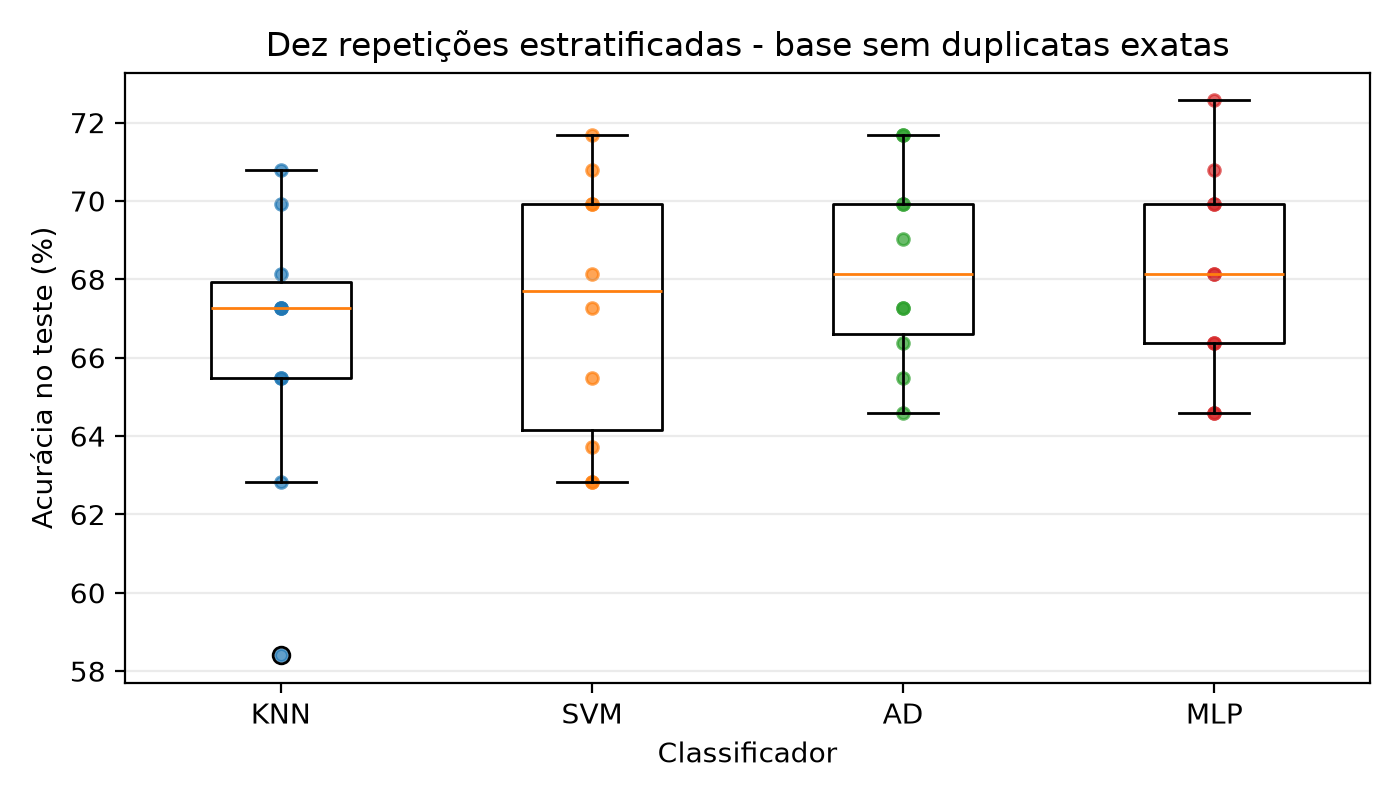 Dez repetições estratificadas - base sem duplicatas exatas
Acurácia no teste (%)
72
70
68
66
64
62
60
58
KNN SVM AD MLP
Classificador